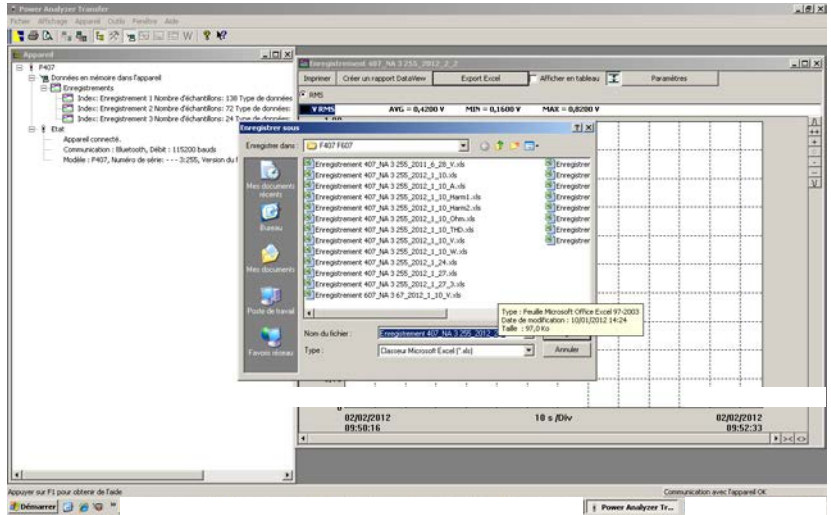 Power Analyzer Transfer
Fichier Affichage Appareil Outils Fenêtre Aide
Appareil
F407
Données en mémoire dans l'appareil
Enregistrements
Index: Enregistrement 1 Nombre d'échantillons: 138 Type de données
Index: Enregistrement 2 Nombre d'échantillons: 72 Type de données:
Index: Enregistrement 3 Nombre d'échantillons: 24 Type de données:
Etat
Appareil connecté.
Communication : Bluetooth, Débit : 115200 bauds
Modèle : F407, Numéro de série: - - - 3:255, Version du f
Enregistrement 407_NA 3 255_2012_2_2
Imprimer Créer un rapport DataView Export Excel Afficher en tableau Paramètres
RMS
V RMS AVG = 0,4200 V MIN = 0,1600 V MAX = 0,8200 V
1,00
Enregistrer sous
Enregistrer dans : F407 F607
Mes documents récents
Bureau
Mes documents
Poste de travail
Favoris réseau
Enregistrement 407_NA 3 255_2011_6_28_V.xls
Enregistrement 407_NA 3 255_2012_1_10.xls
Enregistrement 407_NA 3 255_2012_1_10_A.xls
Enregistrement 407_NA 3 255_2012_1_10_Harm1.xls
Enregistrement 407_NA 3 255_2012_1_10_Harm2.xls
Enregistrement 407_NA 3 255_2012_1_10_Ohm.xls
Enregistrement 407_NA 3 255_2012_1_10_THD.xls
Enregistrement 407_NA 3 255_2012_1_10_V.xls
Enregistrement 407_NA 3 255_2012_1_10_W.xls
Enregistrement 407_NA 3 255_2012_1_24.xls
Enregistrement 407_NA 3 255_2012_1_27.xls
Enregistrement 407_NA 3 255_2012_1_27_3.xls
Enregistrement 607_NA 3 67_2012_1_10_V.xls
Enregistrer
Enregistrer
Enregistrer
Enregistrer
Enregistrer
Enregistrer
Enregistrer
Type : Feuille Microsoft Office Excel 97-2003
Date de modification : 10/01/2012 14:24
Taille : 97,0 Ko
Nom du fichier : Enregistrement 407_NA 3 255_2012_2_2
Type : Classeur Microsoft Excel (*.xls) Annuler
0
02/02/2012 10 s /Div 02/02/2012
09:50:16 09:52:33
Appuyer sur F1 pour obtenir de l'aide Communication avec l'appareil OK
Démarrer Power Analyzer Tr...